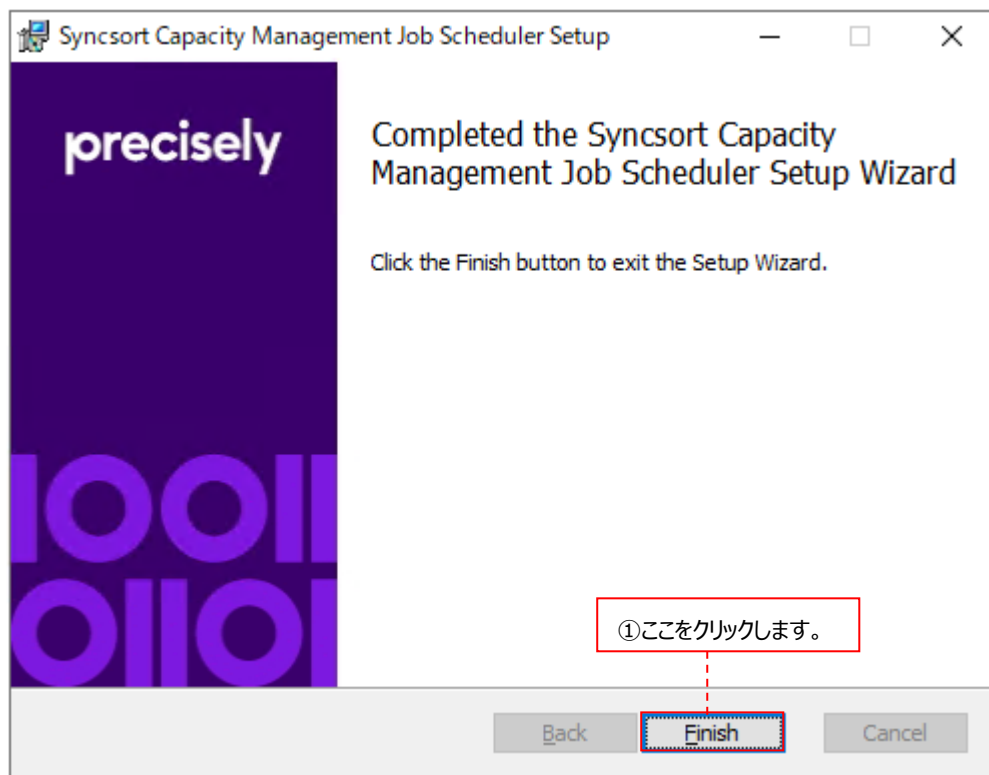 Syncsort Capacity Management Job Scheduler Setup
precisely
Completed the Syncsort Capacity
Management Job Scheduler Setup Wizard
Click the Finish button to exit the Setup Wizard.
①ここをクリックします。
Back
Finish
Cancel